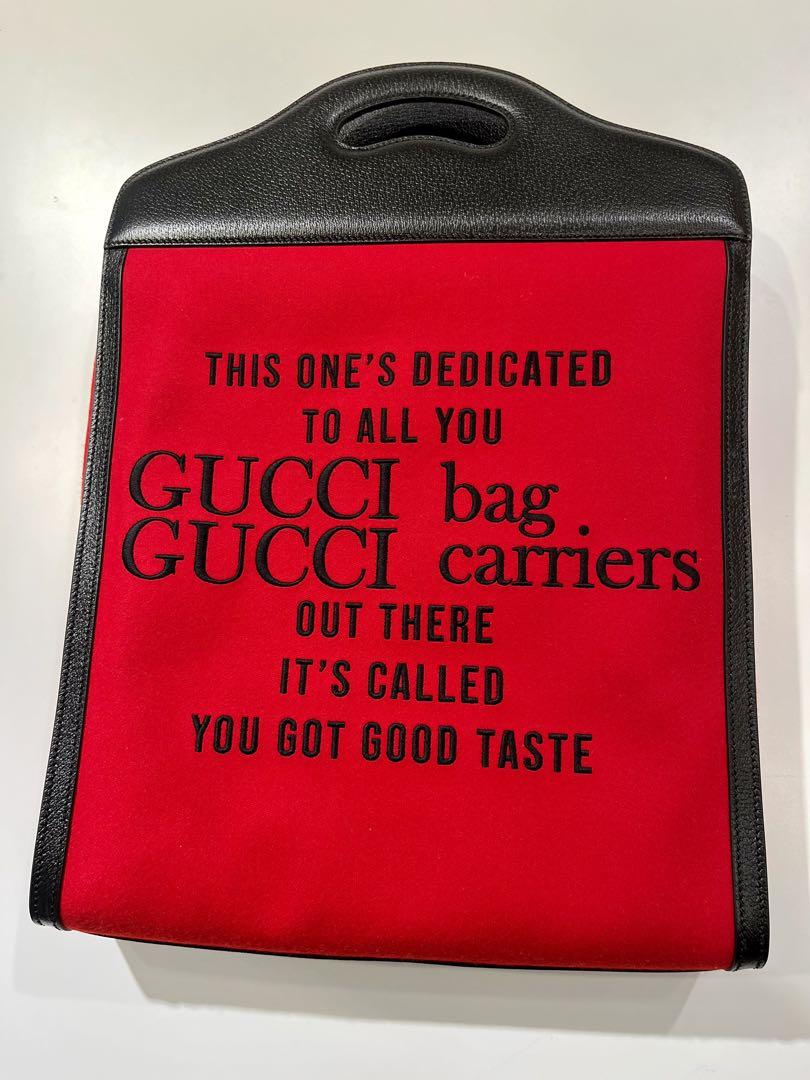 THIS ONE'S DEDICATED
TO ALL YOU
GUCCI bag
GUCCI carriers
OUT THERE
IT'S CALLED
YOU GOT GOOD TASTE